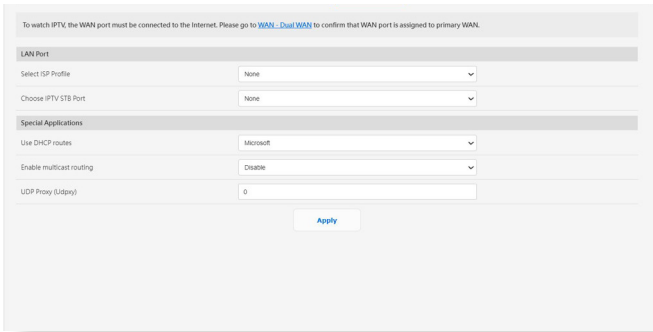 To watch IPTV, the WAN port must be connected to the Internet. Please go to WAN - Dual WAN to confirm that WAN port is assigned to primary WAN.
LAN Port
Select ISP Profile None
Choose IPTV STB Port None
Special Applications
Use DHCP routes Microsoft
Enable multicast routing Disable
UDP Proxy (Udpxy) 0
Apply